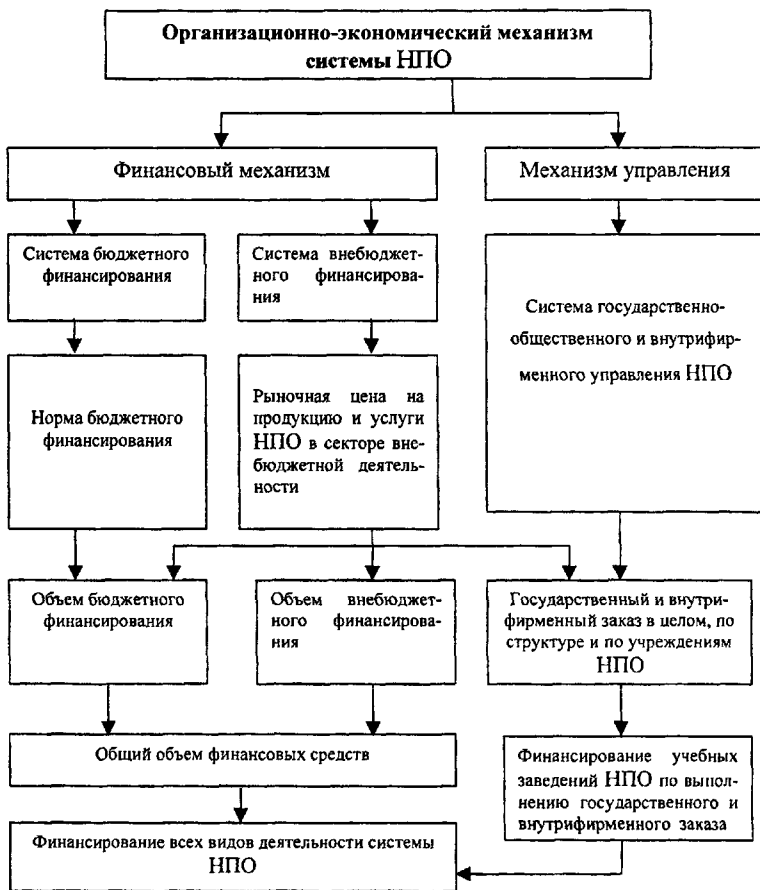 Организационно-экономический механизм
системы НПО
Финансовый механизм
Механизм управления
Система бюджетного
финансирования
Система внебюджет-
ного финансирова-
ния
Система государственно-
общественного и внутрифир-
менного управления НПО
Норма бюджетного
финансирования
Рыночная цена на
продукцию и услуги
НПО в секторе вне-
бюджетной деятель-
ности
Объем бюджетного
финансирования
Объем внебюджет-
ного финансирова-
ния
Государственный и внутри-
фирменный заказ в целом, по
структуре и по учреждениям
НПО
Общий объем финансовых средств
Финансирование учебных
заведений НПО по выпол-
нению государственного и
внутрифирменного заказа
Финансирование всех видов деятельности системы
НПО